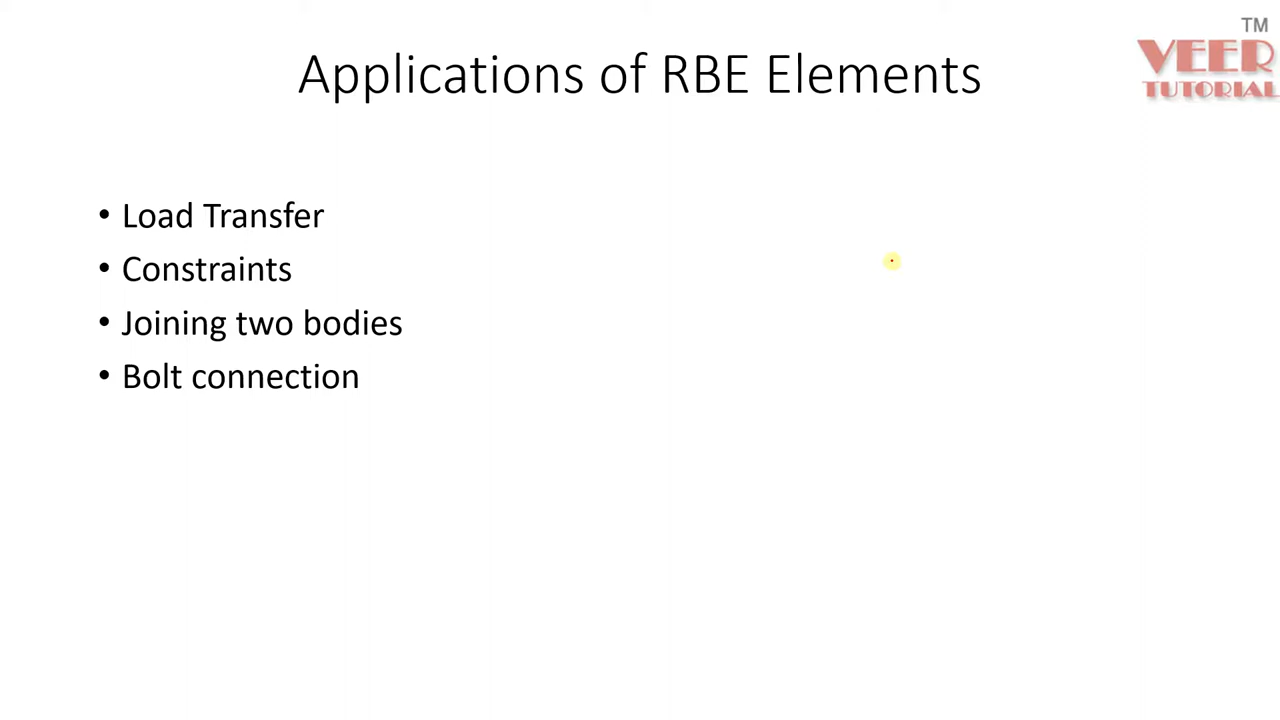 TM
VEER
TUTORIAL
Applications of RBE Elements
• Load Transfer
• Constraints
• Joining two bodies
• Bolt connection